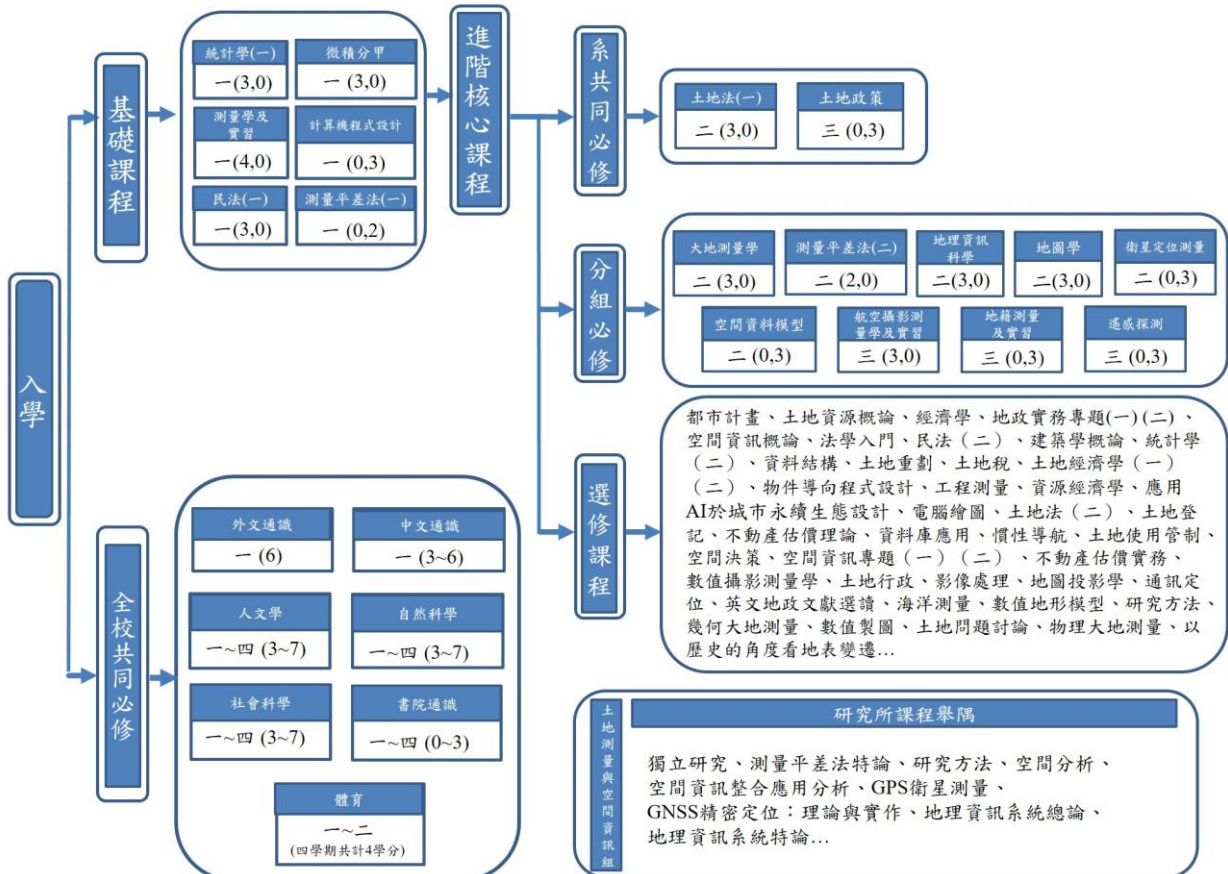 入學
基礎課程
統計學(一)
一(3,0)
微積分甲
一 (3,0)
測量學及
實習
一(4,0)
計算機程式設計
一 (0,3)
民法(一)
一(3,0)
測量平差法(一)
一 (0,2)
進階核心課程
系共同必修
土地法(一)
二 (3,0)
土地政策
三 (0,3)
分組必修
大地測量學
二 (3,0)
測量平差法(二)
二 (2,0)
地理資訊
科學
二(3,0)
地圖學
二(3,0)
衛星定位測量
二 (0,3)
空間資料模型
二 (0,3)
航空攝影測
量學及實習
三 (3,0)
地籍測量
及實習
三 (0,3)
遙感探測
三 (0,3)
選修課程
都市計畫、土地資源概論、經濟學、地政實務專題(一)(二)、
空間資訊概論、法學入門、民法（二）、建築學概論、統計學
（二）、資料結構、土地重劃、土地稅、土地經濟學（一）
（二）、物件導向程式設計、工程測量、資源經濟學、應用
AI於城市永續生態設計、電腦繪圖、土地法（二）、土地登
記、不動產估價理論、資料庫應用、慣性導航、土地使用管制、
空間決策、空間資訊專題（一）（二）、不動產估價實務、
數值攝影測量學、土地行政、影像處理、地圖投影學、通訊定
位、英文地政文獻選讀、海洋測量、數值地形模型、研究方法、
幾何大地測量、數值製圖、土地問題討論、物理大地測量、以
歷史的角度看地表變遷…
全校共同必修
外文通識
一 (6)
中文通識
一 (3~6)
人文學
一~四 (3~7)
自然科學
一~四 (3~7)
社會科學
一~四 (3~7)
書院通識
一~四 (0~3)
體育
一~二
(四學期共計4學分)
土地測量與空間資訊組
研究所課程舉隅
獨立研究、測量平差法特論、研究方法、空間分析、
空間資訊整合應用分析、GPS衛星測量、
GNSS精密定位：理論與實作、地理資訊系統總論、
地理資訊系統特論…